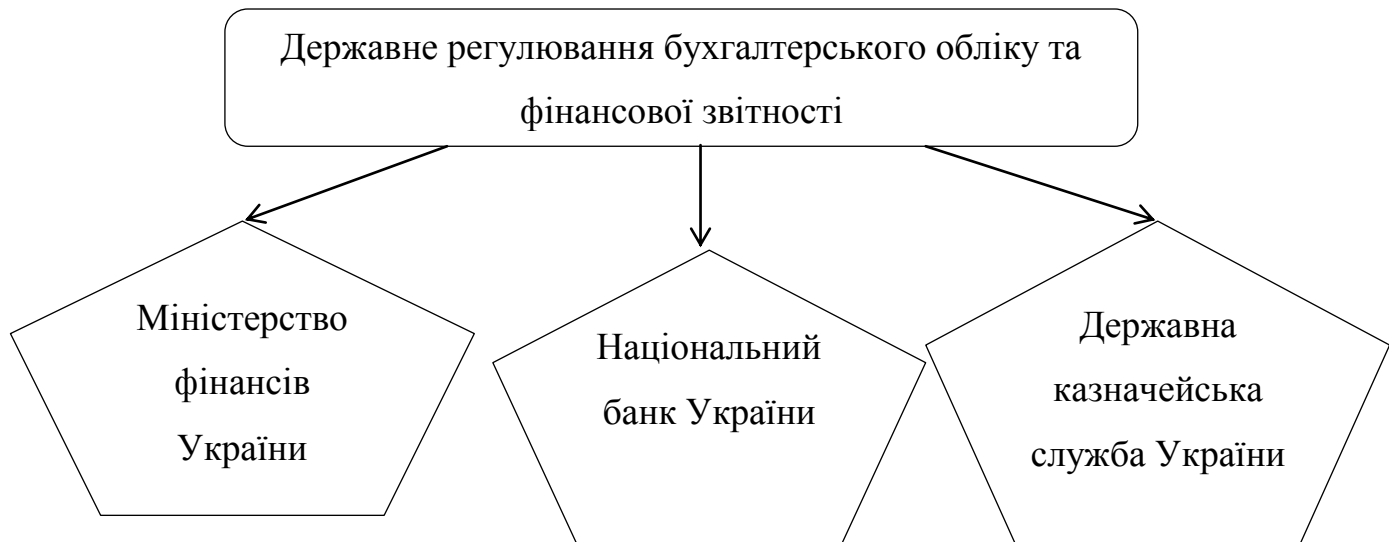 Державне регулювання бухгалтерського обліку та
фінансової звітності
Міністерство
фінансів
України
Національний
банк України
Державна
казначейська
служба України